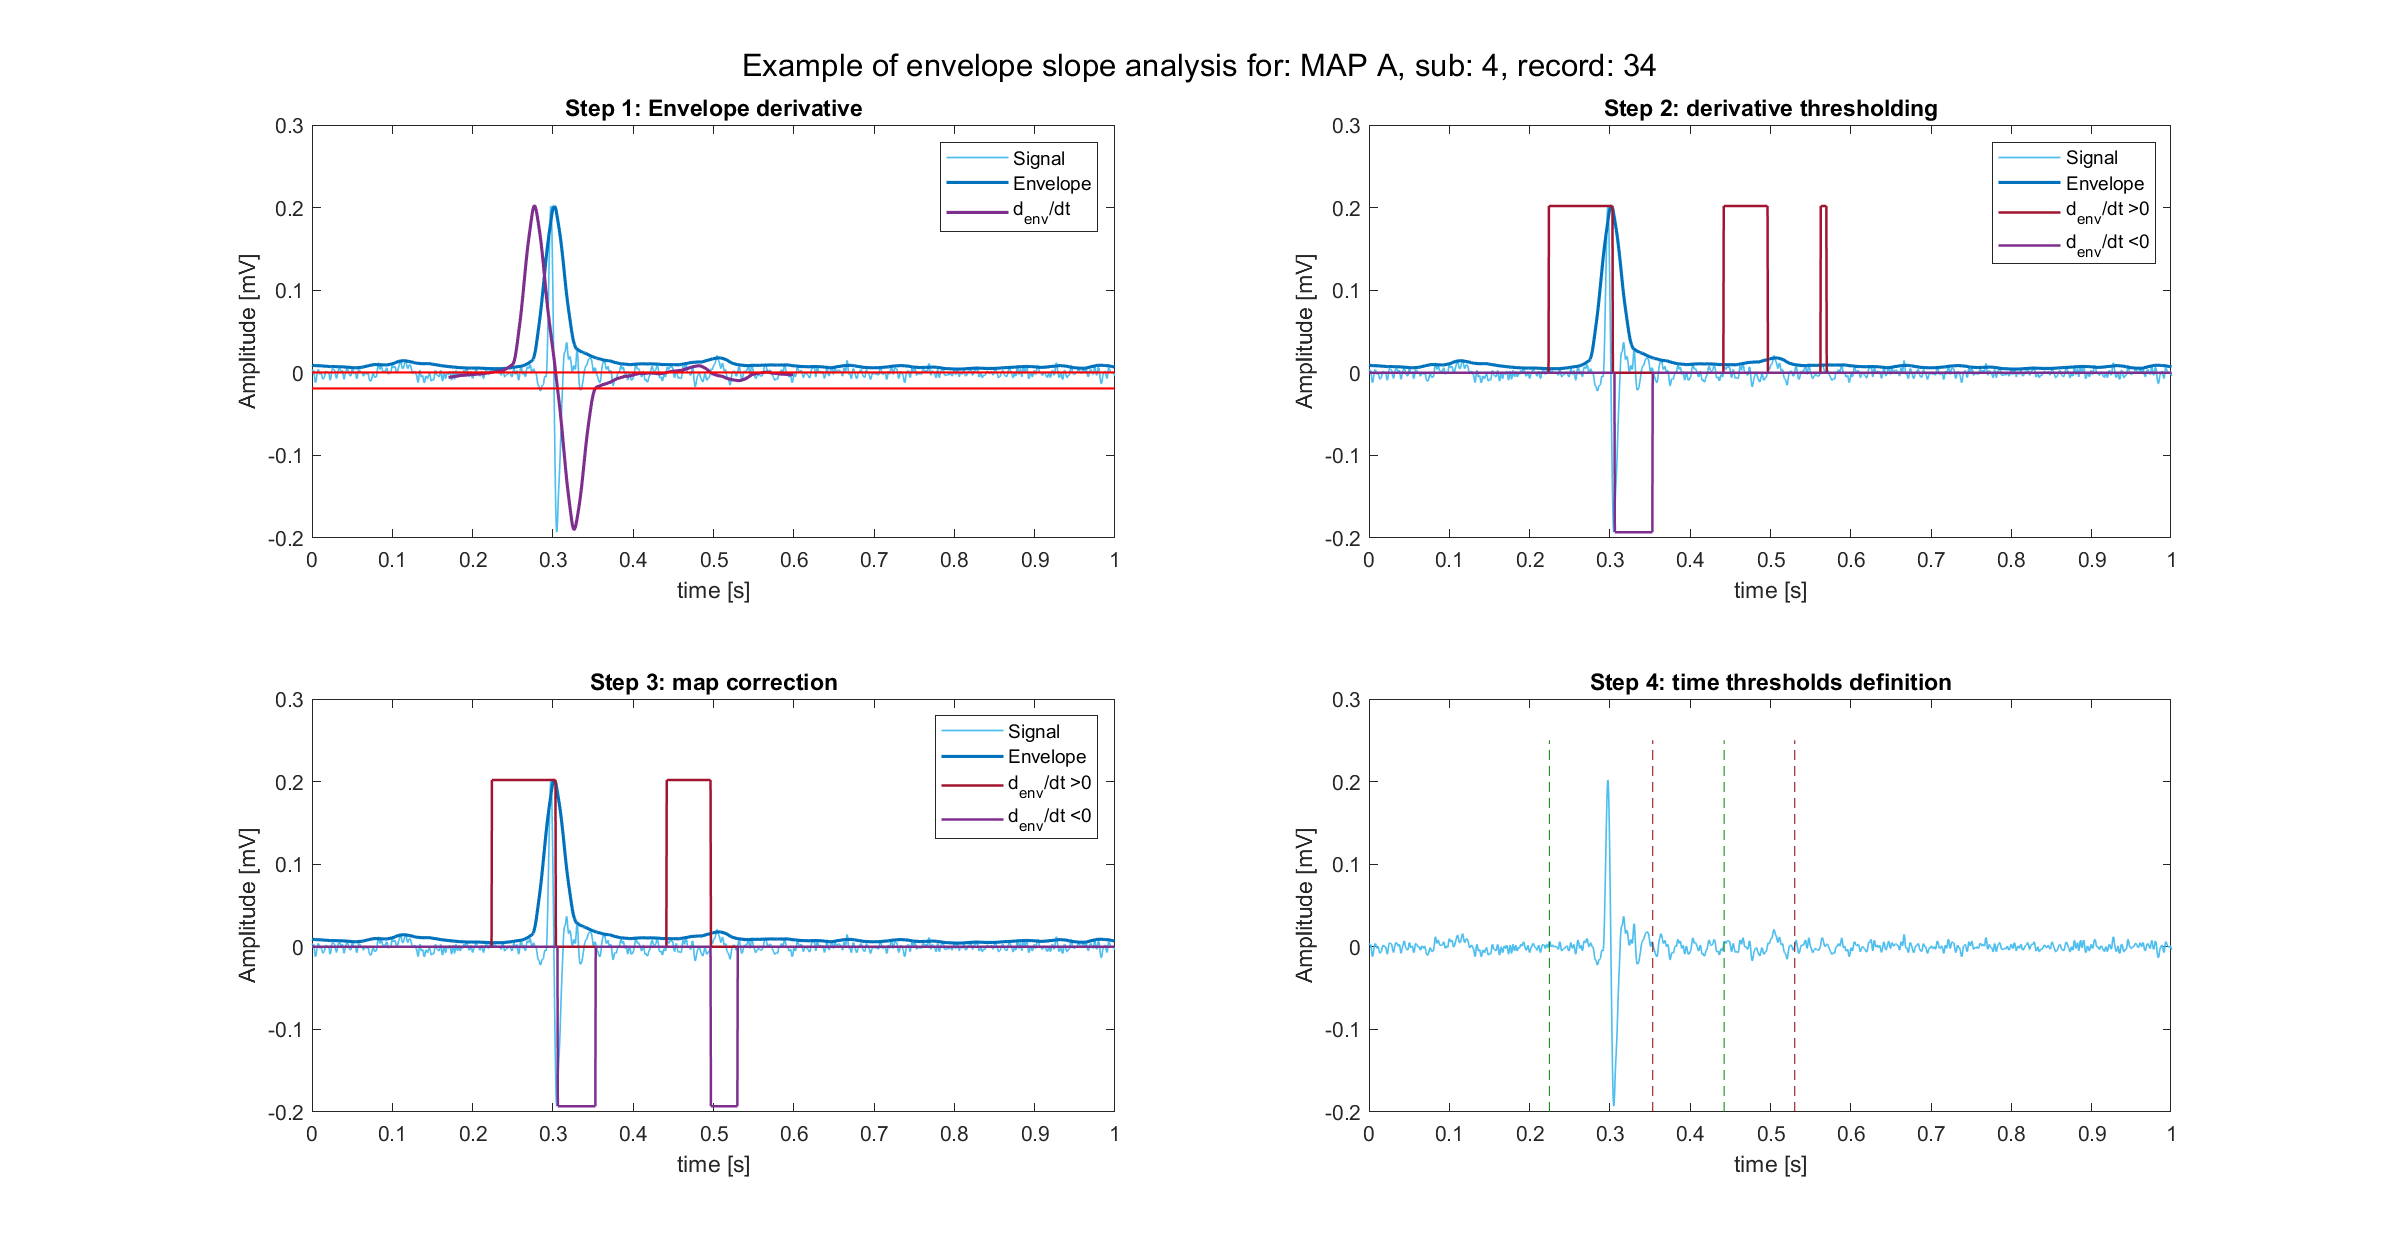 Example of envelope slope analysis for: MAP A, sub: 4, record: 34
Step 1: Envelope derivative
0.3
0.2
0.1
0
-0.1
-0.2
Amplitude [mV]
Signal
Envelope
d_env/dt
0 0.1 0.2 0.3 0.4 0.5 0.6 0.7 0.8 0.9 1
time [s]
Step 2: derivative thresholding
0.3
0.2
0.1
0
-0.1
-0.2
Amplitude [mV]
Signal
Envelope
d_env/dt >0
d_env/dt <0
0 0.1 0.2 0.3 0.4 0.5 0.6 0.7 0.8 0.9 1
time [s]
Step 3: map correction
0.3
0.2
0.1
0
-0.1
-0.2
Amplitude [mV]
Signal
Envelope
d_env/dt >0
d_env/dt <0
0 0.1 0.2 0.3 0.4 0.5 0.6 0.7 0.8 0.9 1
time [s]
Step 4: time thresholds definition
0.3
0.2
0.1
0
-0.1
-0.2
Amplitude [mV]
0 0.1 0.2 0.3 0.4 0.5 0.6 0.7 0.8 0.9 1
time [s]